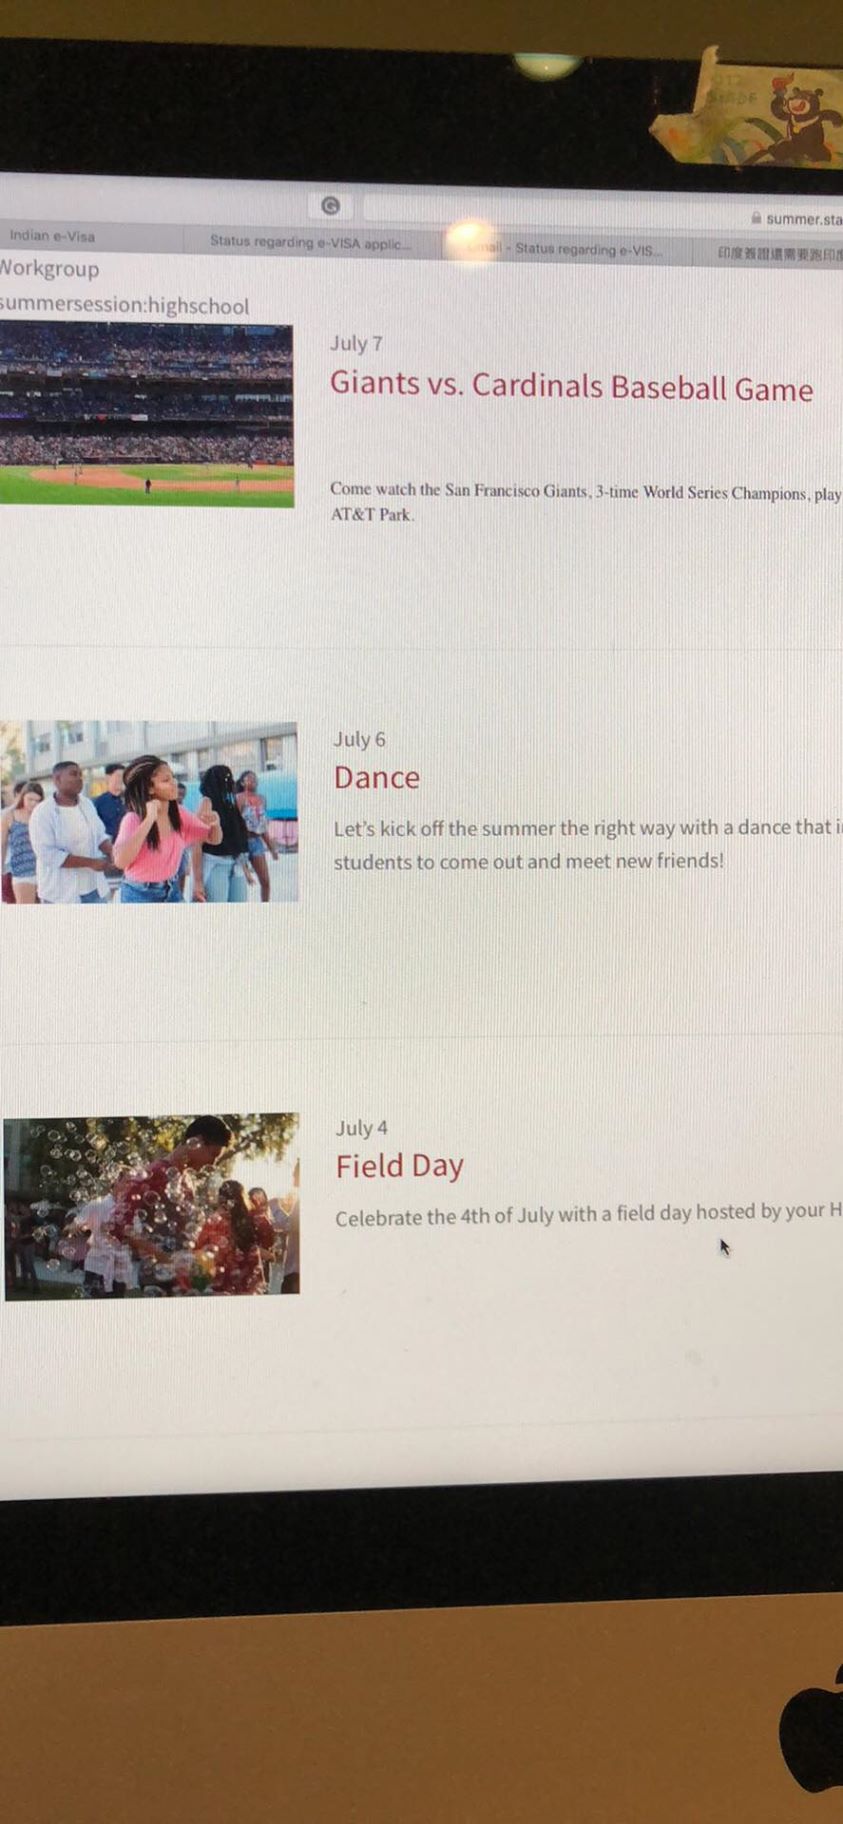 summer.sta
Indian e-Visa
Status regarding e-VISA applic...
- Status regarding e-VIS...
印度簽證還需要跑印度
Workgroup
summersession:highschool
July 7
Giants vs. Cardinals Baseball Game
Come watch the San Francisco Giants, 3-time World Series Champions, play
AT&T Park.
July 6
Dance
Let's kick off the summer the right way with a dance that i
students to come out and meet new friends!
July 4
Field Day
Celebrate the 4th of July with a field day hosted by your H